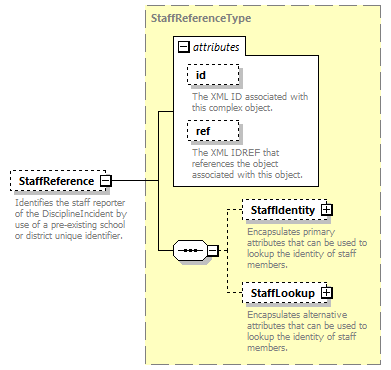 StaffReferenceType
attributes
id
The XML ID associated with
this complex object.
ref
The XML IDREF that
references the object
associated with this object.
StaffReference
Identifies the staff reporter
of the DisciplineIncident by
use of a pre-existing school
or district unique identifier.
StaffIdentity
Encapsulates primary
attributes that can be used to
lookup the identity of staff
members.
StaffLookup
Encapsulates alternative
attributes that can be used to
lookup the identity of staff
members.